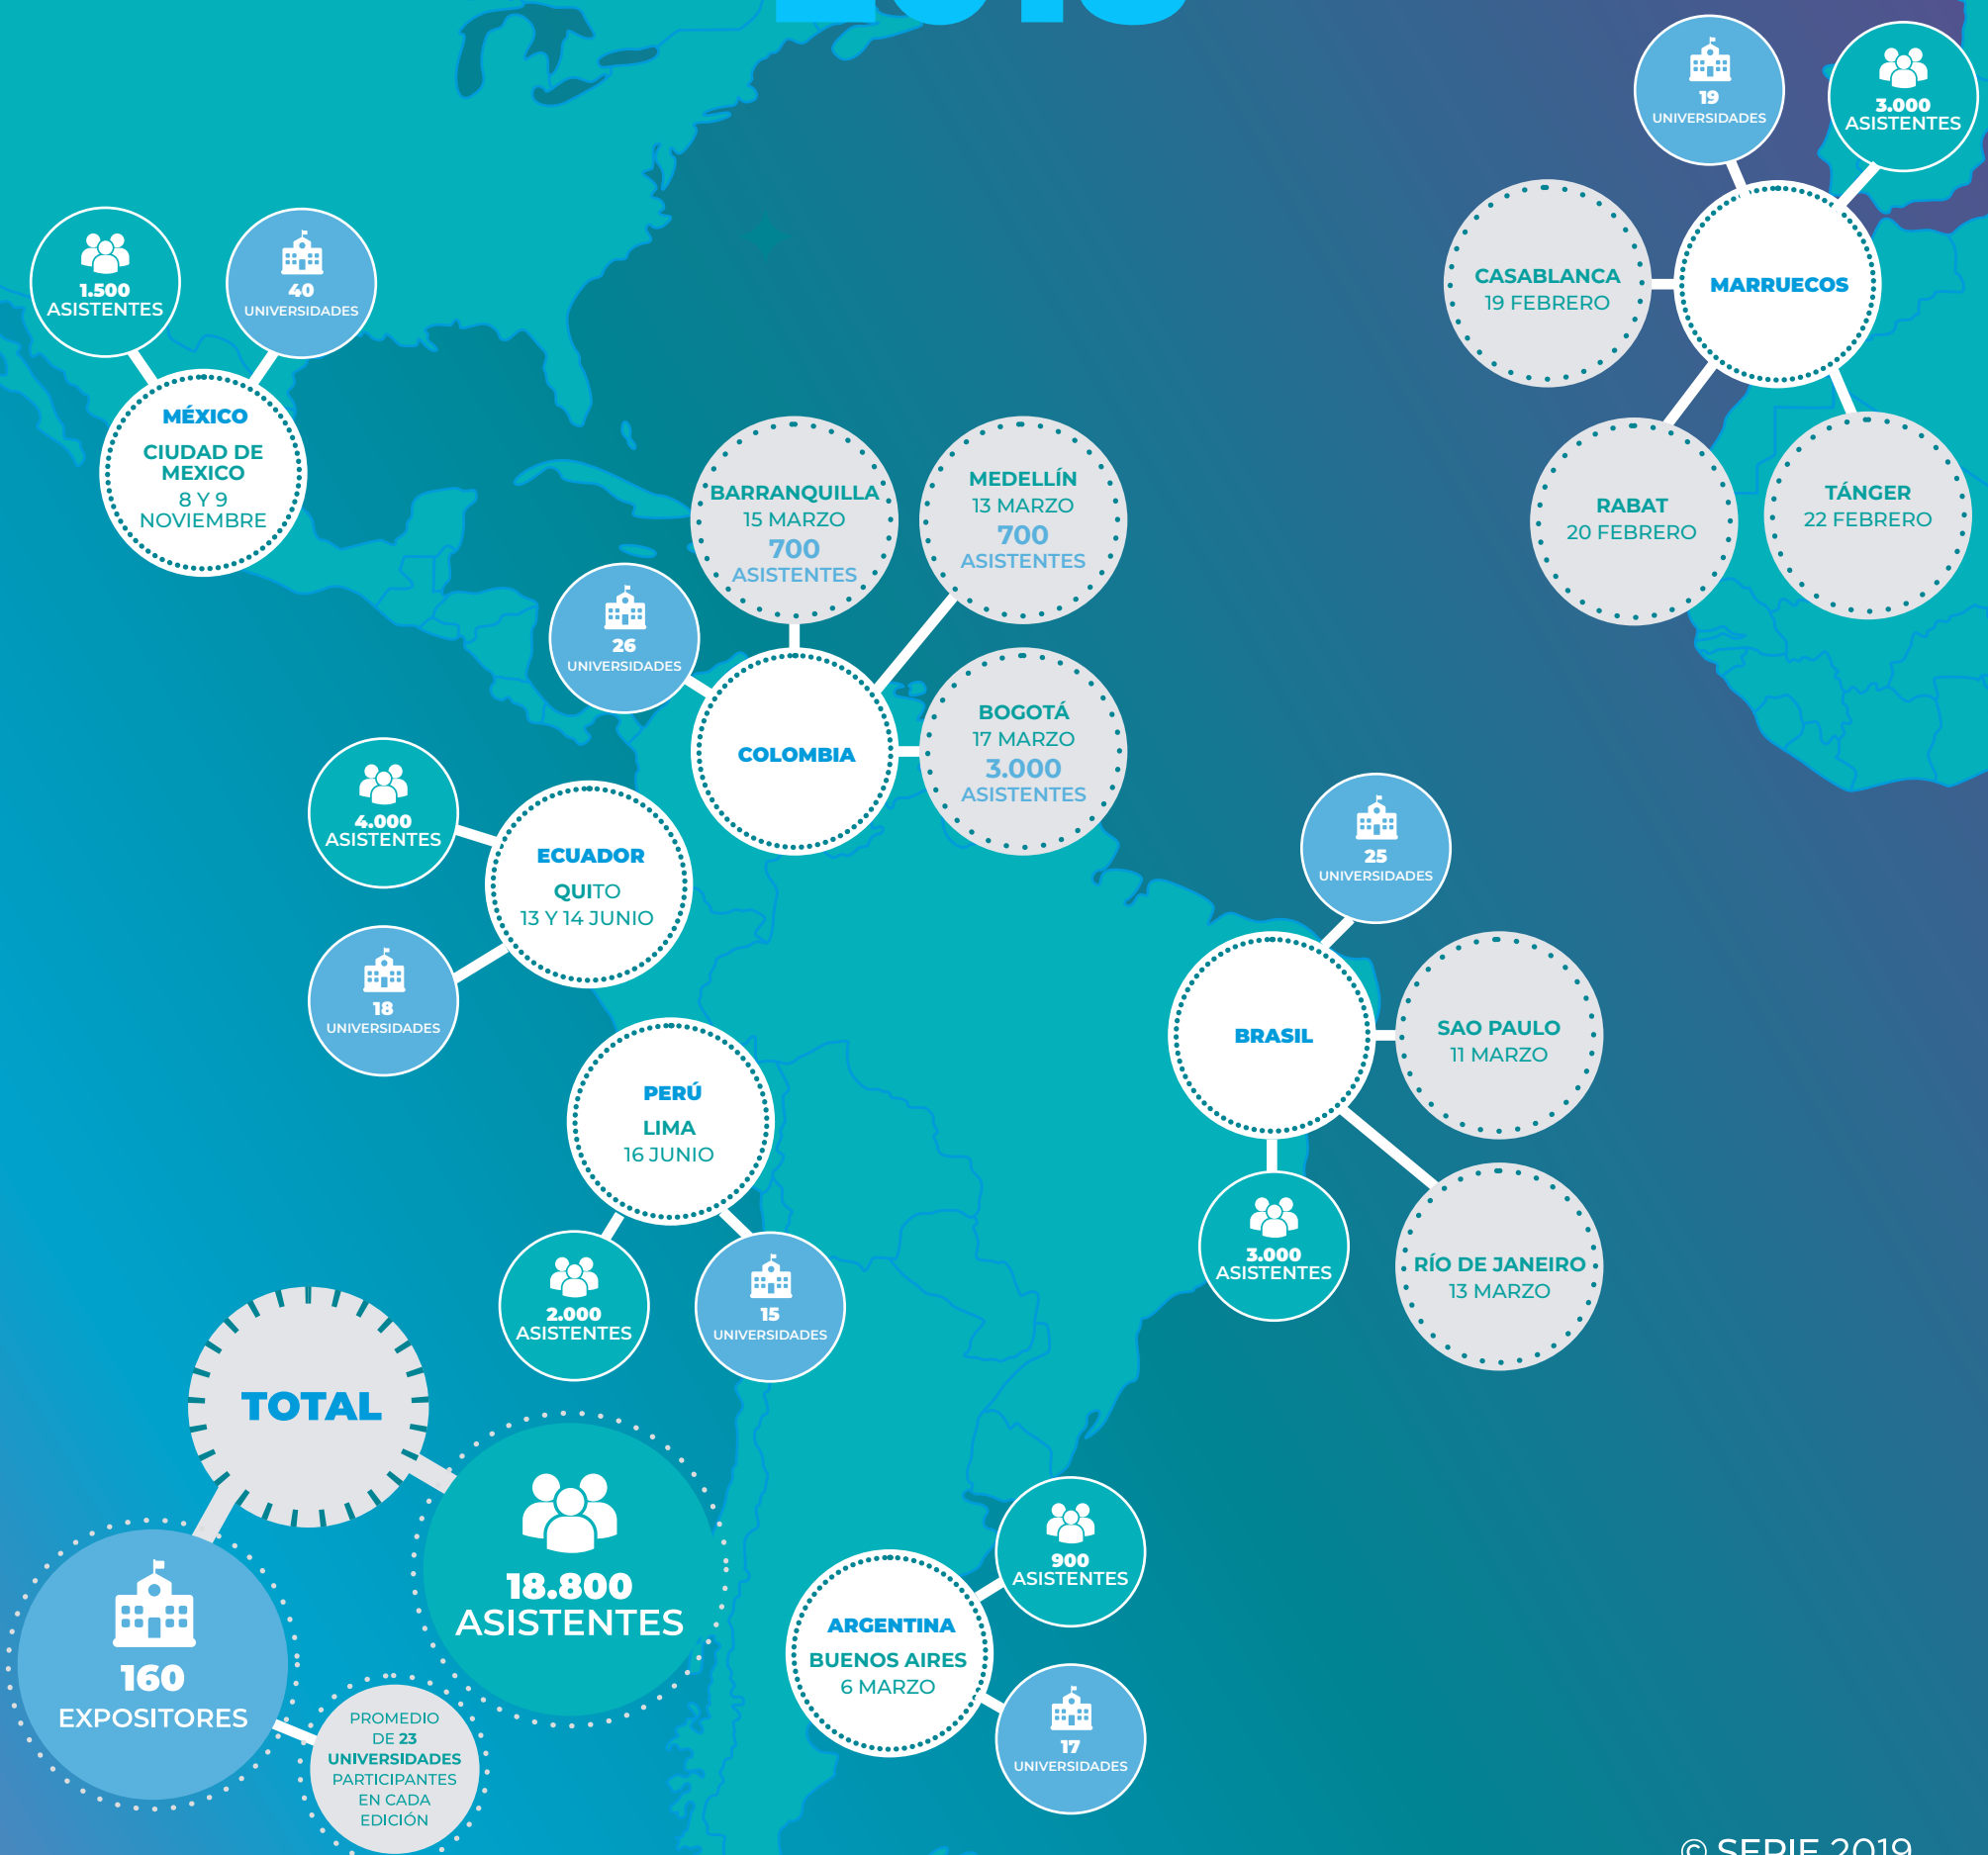 19
UNIVERSIDADES
3.000
ASISTENTES
MARRUECOS
CASABLANCA
19 FEBRERO
RABAT
20 FEBRERO
TÁNGER
22 FEBRERO
1.500
ASISTENTES
40
UNIVERSIDADES
MÉXICO
CIUDAD DE
MEXICO
8 Y 9
NOVIEMBRE
BARRANQUILLA
15 MARZO
700
ASISTENTES
MEDELLÍN
13 MARZO
700
ASISTENTES
26
UNIVERSIDADES
COLOMBIA
BOGOTÁ
17 MARZO
3.000
ASISTENTES
4.000
ASISTENTES
ECUADOR
QUITO
13 Y 14 JUNIO
18
UNIVERSIDADES
25
UNIVERSIDADES
BRASIL
SAO PAULO
11 MARZO
3.000
ASISTENTES
RÍO DE JANEIRO
13 MARZO
PERÚ
LIMA
16 JUNIO
2.000
ASISTENTES
15
UNIVERSIDADES
TOTAL
18.800
ASISTENTES
160
EXPOSITORES
PROMEDIO
DE 23
UNIVERSIDADES
PARTICIPANTES
EN CADA
EDICIÓN
900
ASISTENTES
ARGENTINA
BUENOS AIRES
6 MARZO
17
UNIVERSIDADES
© SEPIE 2019